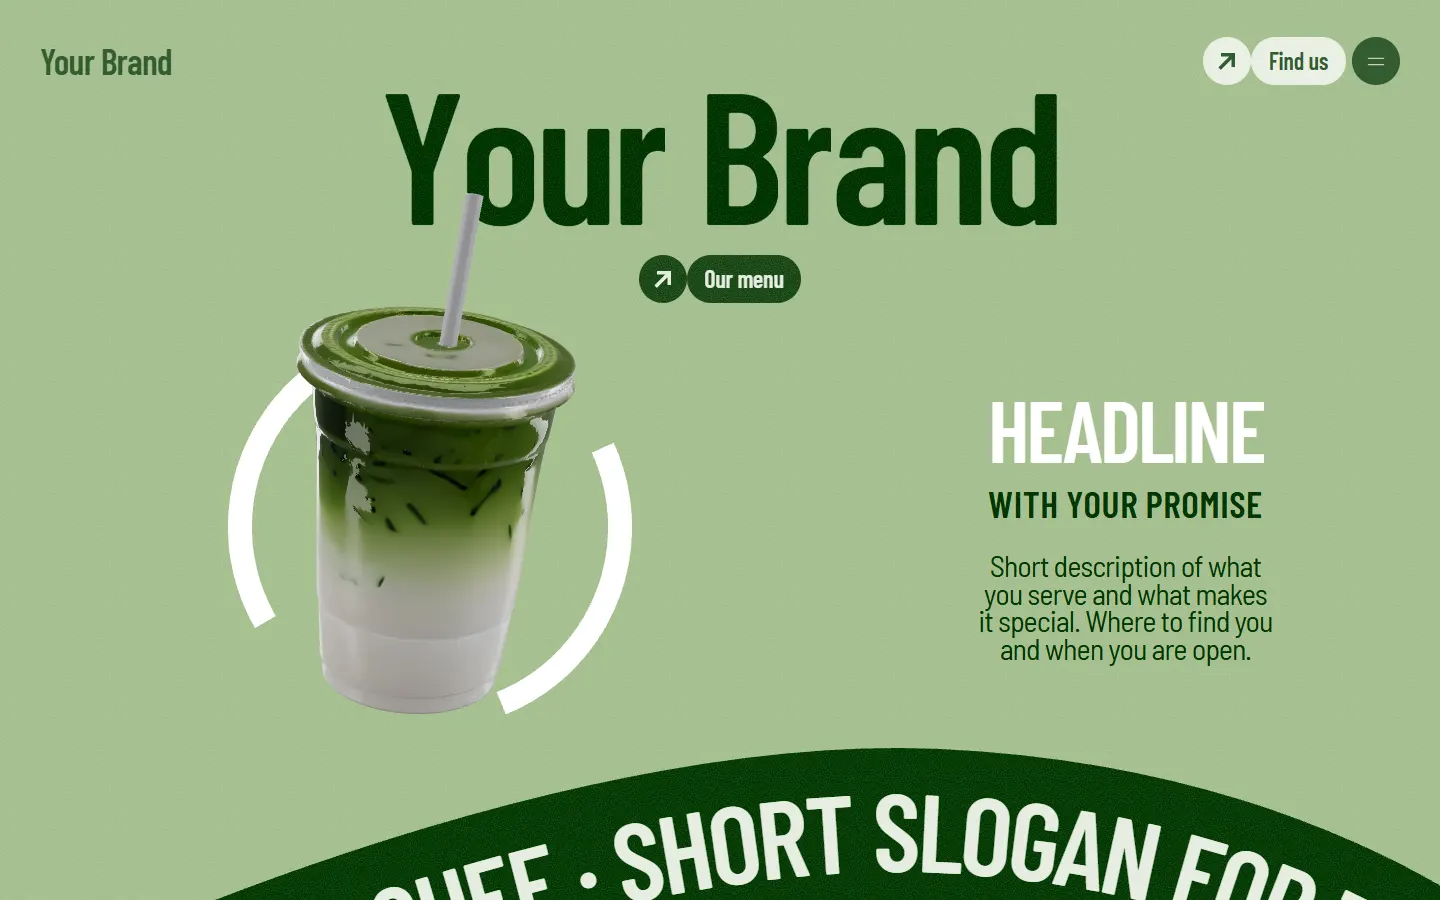 Your Brand
Find us
Your Brand
Our menu
HEADLINE
WITH YOUR PROMISE
Short description of what
you serve and what makes
it special. Where to find you
and when you are open.
· SHORT SLOGAN FOR